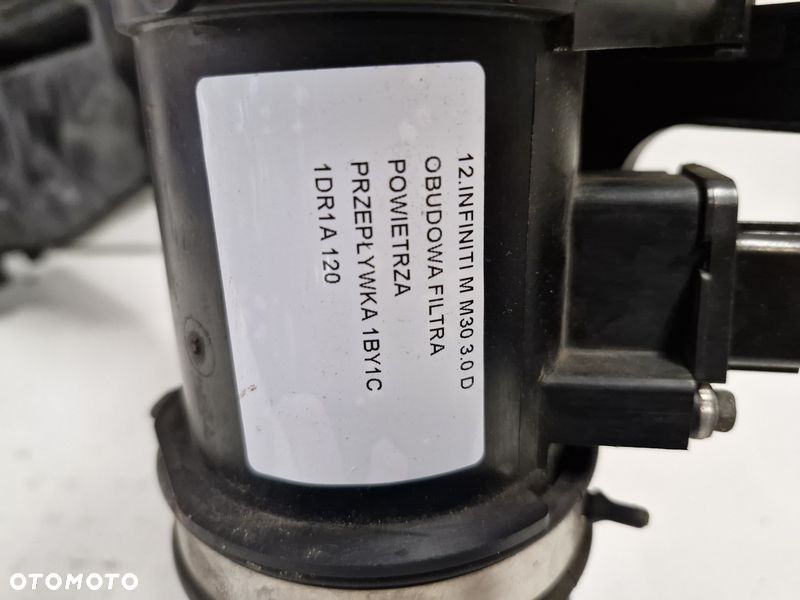 12.INFINITI M M30 3.0 D
OBUDOWA FILTRA
POWIETRZA
PRZEPŁYWKA 1BY1C
1DR1A 120
OTOMOTO